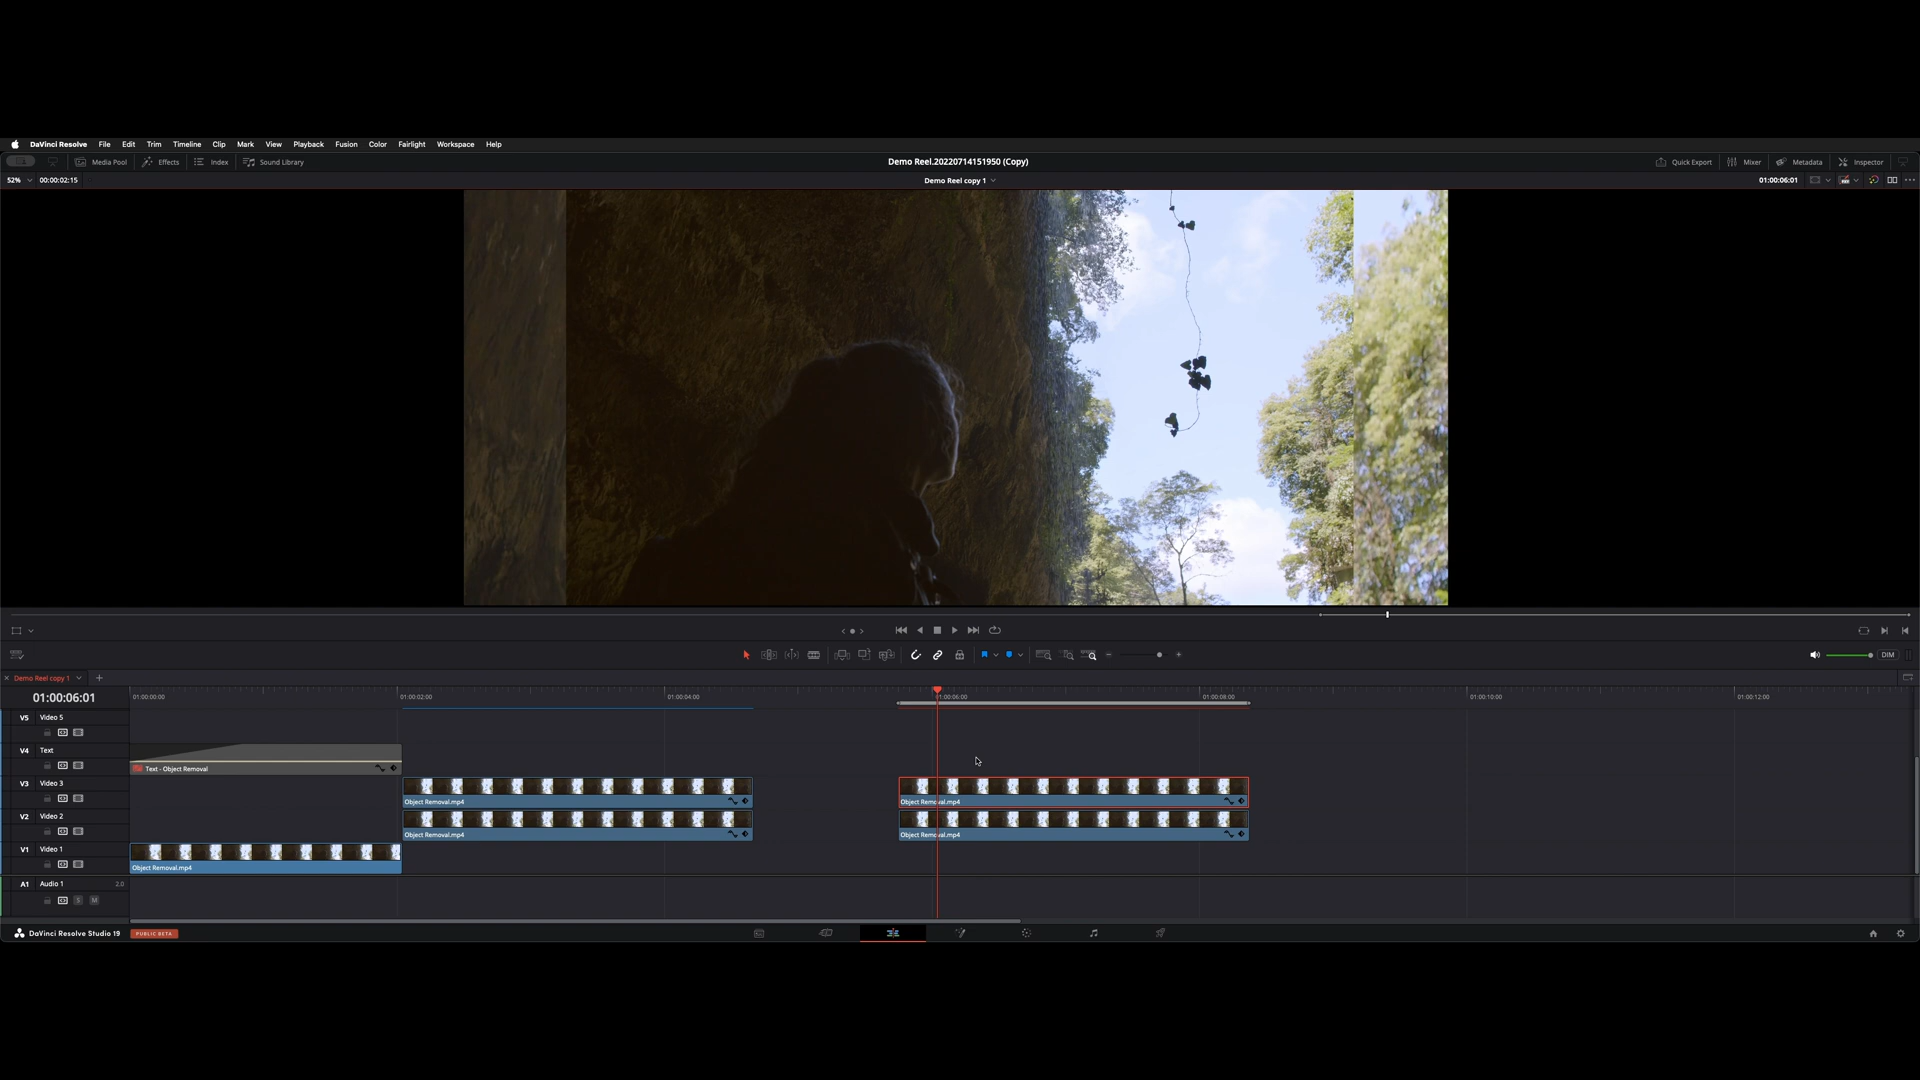 DaVinci Resolve File Edit Trim Timeline Clip Mark View Playback Fusion Color Fairlight Workspace Help
Media Pool Effects Index Sound Library Demo Reel.20220714151950 (Copy) Quick Export Mixer Metadata Inspector
52% 00:00:02:15 Demo Reel copy 1 01:00:06:01
DIM
Demo Reel copy 1
01:00:06:01 01:00:00:00 01:00:02:00 01:00:04:00 01:00:06:00 01:00:08:00 01:00:10:00 01:00:12:00
V5 Video 5
V4 Text
Text - Object Removal
V3 Video 3
Object Removal.mp4 Object Removal.mp4
V2 Video 2
Object Removal.mp4 Object Removal.mp4
V1 Video 1
Object Removal.mp4
A1 Audio 1 2.0
S M
DaVinci Resolve Studio 19 PUBLIC BETA